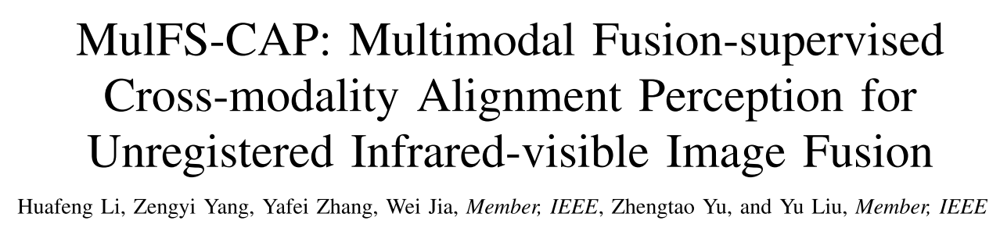 MulFS-CAP: Multimodal Fusion-supervised
Cross-modality Alignment Perception for
Unregistered Infrared-visible Image Fusion
Huafeng Li, Zengyi Yang, Yafei Zhang, Wei Jia, Member, IEEE, Zhengtao Yu, and Yu Liu, Member, IEEE